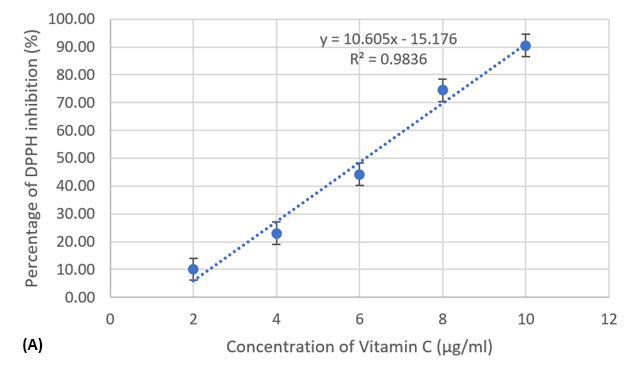 y = 10.605x - 15.176
R² = 0.9836
Percentage of DPPH inhibition (%)
100.00
90.00
80.00
70.00
60.00
50.00
40.00
30.00
20.00
10.00
0.00
0 2 4 6 8 10 12
Concentration of Vitamin C (µg/ml)
(A)